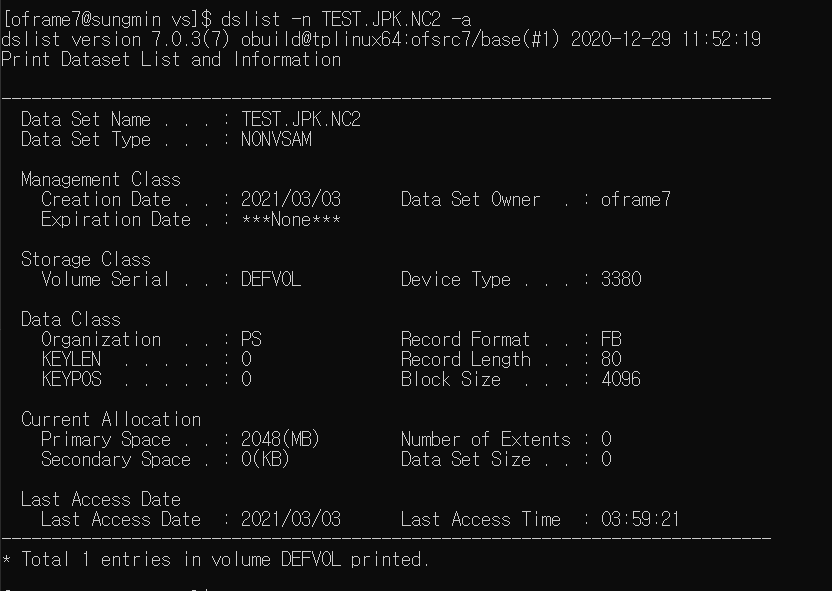 [oframe7@sungmin vs]$ dslist -n TEST.JPK.NC2 -a
dslist version 7.0.3(7) obuild@tplinux64:ofsrc7/base(#1) 2020-12-29 11:52:19
Print Dataset List and Information
-----------------------------------------------------------------------------
Data Set Name . . . : TEST.JPK.NC2
Data Set Type . . . : NONVSAM
Management Class
Creation Date . . : 2021/03/03 Data Set Owner . : oframe7
Expiration Date . : ***None***
Storage Class
Volume Serial . . : DEFVOL Device Type . . . : 3380
Data Class
Organization . . : PS Record Format . . : FB
KEYLEN . . . . . : 0 Record Length . . : 80
KEYPOS . . . . . : 0 Block Size . . . : 4096
Current Allocation
Primary Space . . : 2048(MB) Number of Extents : 0
Secondary Space . : 0(KB) Data Set Size . . : 0
Last Access Date
Last Access Date : 2021/03/03 Last Access Time : 03:59:21
-----------------------------------------------------------------------------
* Total 1 entries in volume DEFVOL printed.